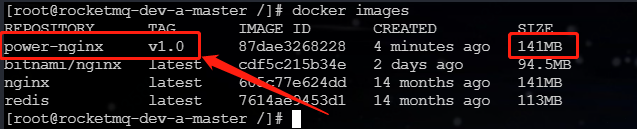 [root@rocketmq-dev-a-master /]# docker images
REPOSITORY TAG IMAGE ID CREATED SIZE
power-nginx v1.0 87dae3268228 4 minutes ago 141MB
bitnami/nginx latest cdf5c215b34e 2 days ago 94.5MB
nginx latest 605c77e624dd 14 months ago 141MB
redis latest 7614ae9453d1 14 months ago 113MB
[root@rocketmq-dev-a-master /]#